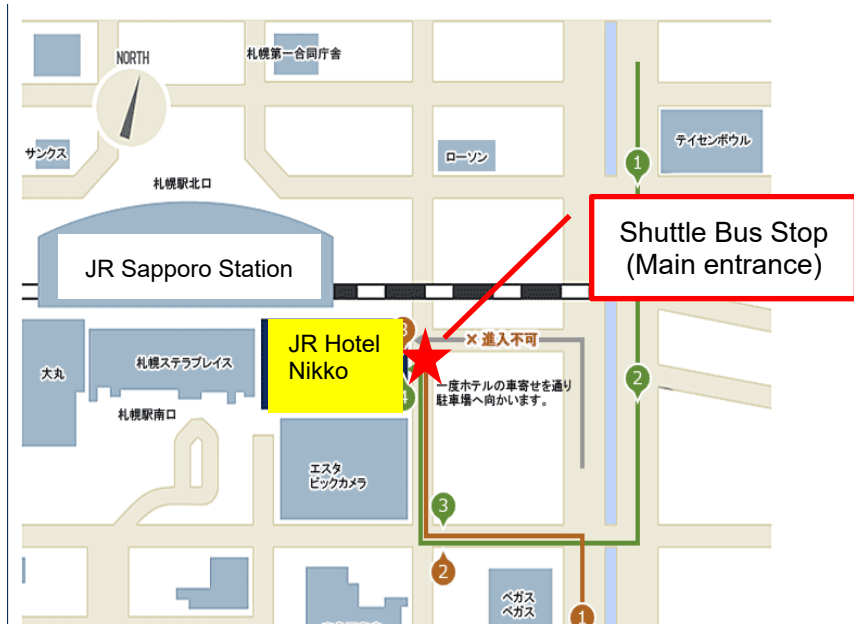 NORTH
札幌第一合同庁舎
サンクス
ローソン
テイセンボウル
1
札幌駅北口
Shuttle Bus Stop
(Main entrance)
JR Sapporo Station
3
× 進入不可
大丸
札幌ステラプレイス
JR Hotel
Nikko
2
一度ホテルの車寄せを通り
駐車場へ向かいます。
4
札幌駅南口
エスタ
ビックカメラ
3
2
ペガス
ペガス
1